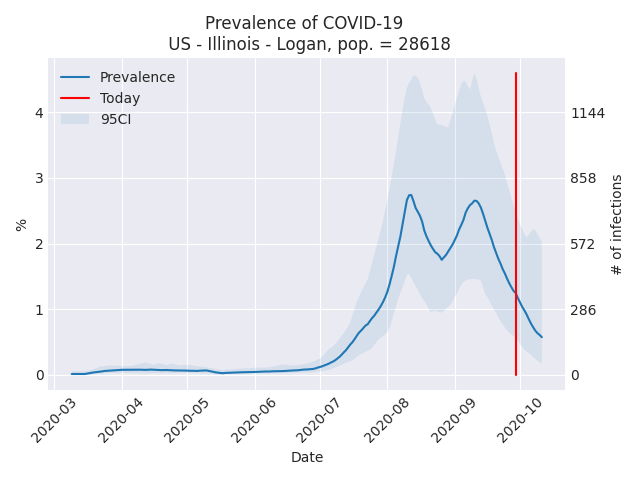 Prevalence of COVID-19
US - Illinois - Logan, pop. = 28618
Prevalence
Today
95CI
4
3
2
1
0
%
1144
858
572
286
0
# of infections
2020-03
2020-04
2020-05
2020-06
2020-07
2020-08
2020-09
2020-10
Date